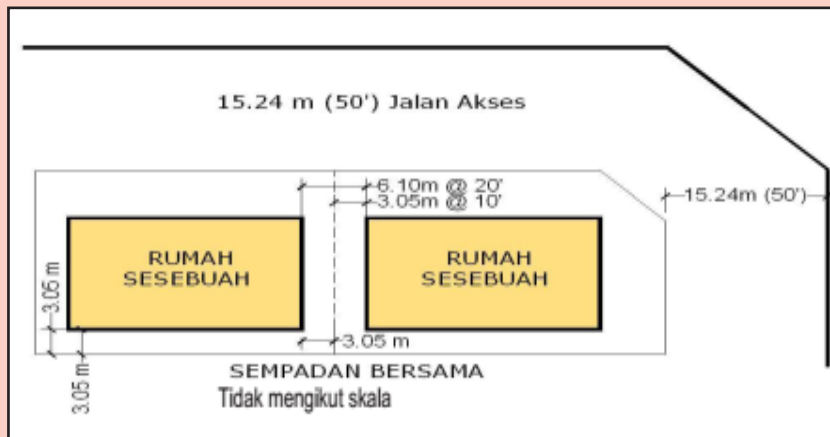 15.24 m (50') Jalan Akses
6.10m @ 20'
3.05m @ 10'
15.24m (50')
RUMAH
SESEBUAH
RUMAH
SESEBUAH
3.05 m
3.05 m
3.05 m
SEMPADAN BERSAMA
Tidak mengikut skala